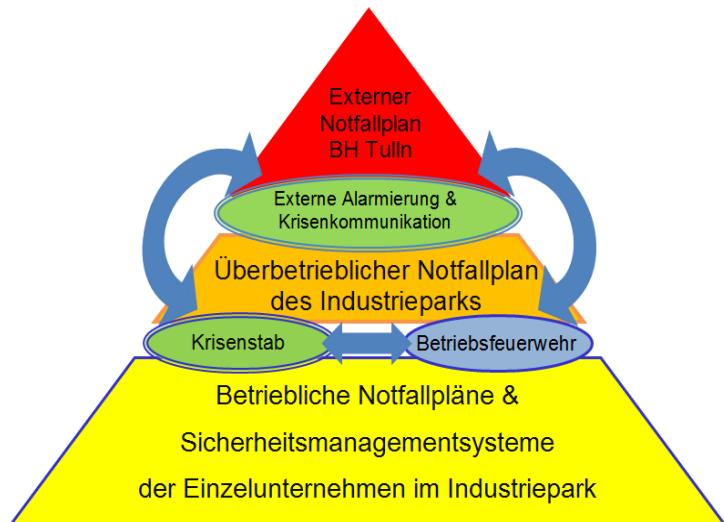 Externer
Notfallplan
BH Tulln
Externe Alarmierung &
Krisenkommunikation
Überbetrieblicher Notfallplan
des Industrieparks
Krisenstab
Betriebsfeuerwehr
Betriebliche Notfallpläne &
Sicherheitsmanagementsysteme
der Einzelunternehmen im Industriepark